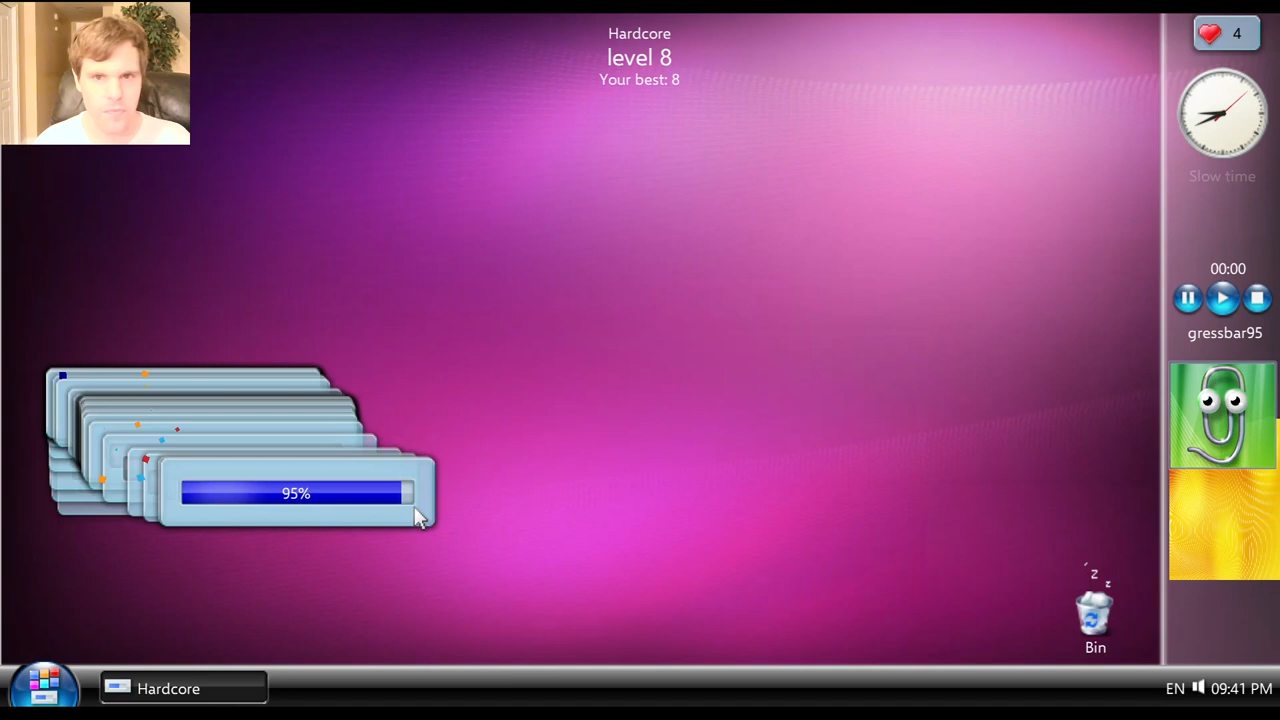 Hardcore
level 8
Your best: 8
4
Slow time
00:00
gressbar95
95%
z
z
Bin
Hardcore
EN 09:41 PM